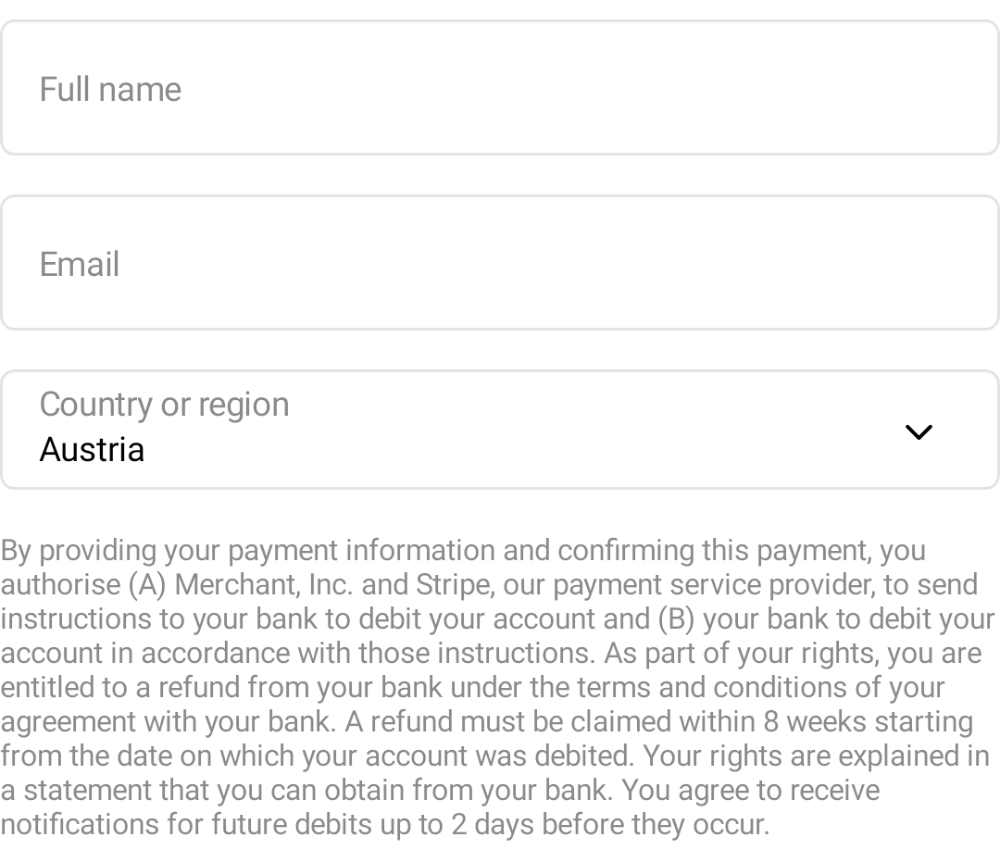 Full name
Email
Country or region
Austria
By providing your payment information and confirming this payment, you
authorise (A) Merchant, Inc. and Stripe, our payment service provider, to send
instructions to your bank to debit your account and (B) your bank to debit your
account in accordance with those instructions. As part of your rights, you are
entitled to a refund from your bank under the terms and conditions of your
agreement with your bank. A refund must be claimed within 8 weeks starting
from the date on which your account was debited. Your rights are explained in
a statement that you can obtain from your bank. You agree to receive
notifications for future debits up to 2 days before they occur.